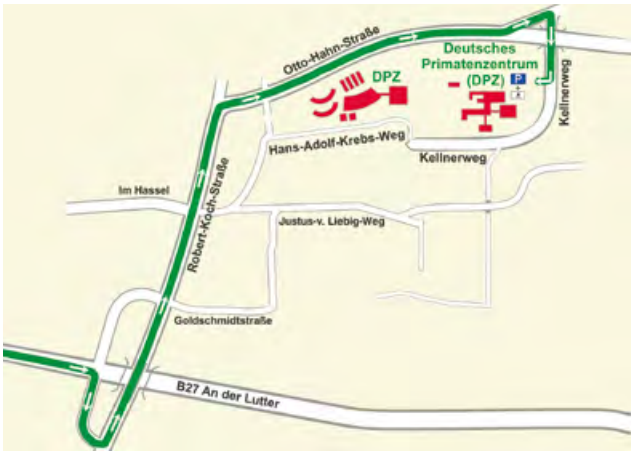 Otto-Hahn-Straße
Deutsches
Primatenzentrum
(DPZ)
P
DPZ
Kellnerweg
Hans-Adolf-Krebs-Weg
Kellnerweg
Im Hassel
Robert-Koch-Straße
Justus-v. Liebig-Weg
Goldschmidtstraße
B27 An der Lutter